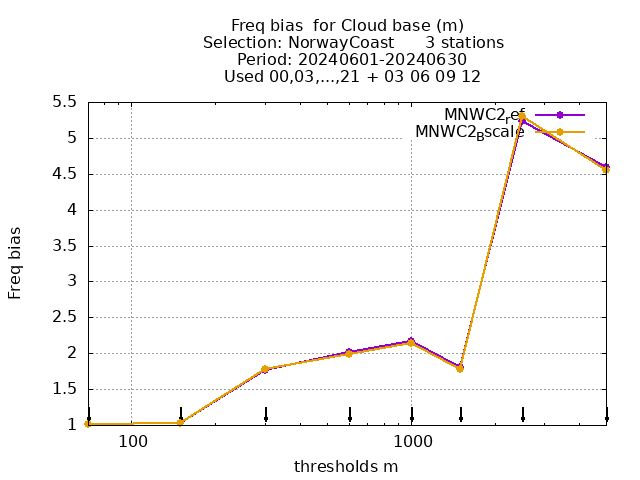 Freq bias  for Cloud base (m)
Selection: NorwayCoast      3 stations
Period: 20240601-20240630
Used 00,03,...,21 + 03 06 09 12
MNWC2_ref
MNWC2_Bscale
5.5
5
4.5
4
3.5
3
2.5
2
1.5
1
Freq bias
100
1000
thresholds m